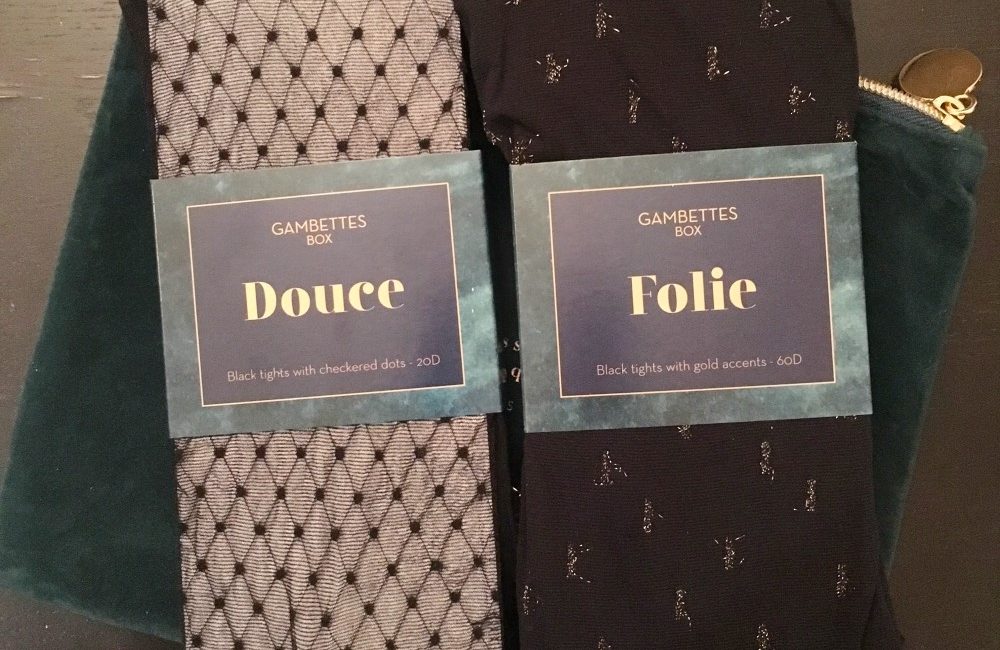 GAMBETTES
BOX
Douce
Black tights with checkered dots - 20D
GAMBETTES
BOX
Folie
Black tights with gold accents - 60D